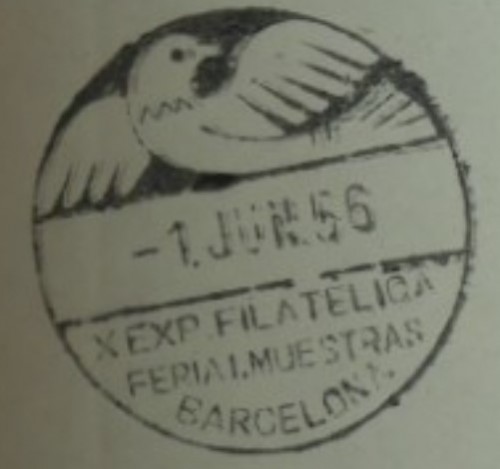 -1.JUN.56
X EXP. FILATELICA
FERIA I. MUESTRAS
BARCELONA